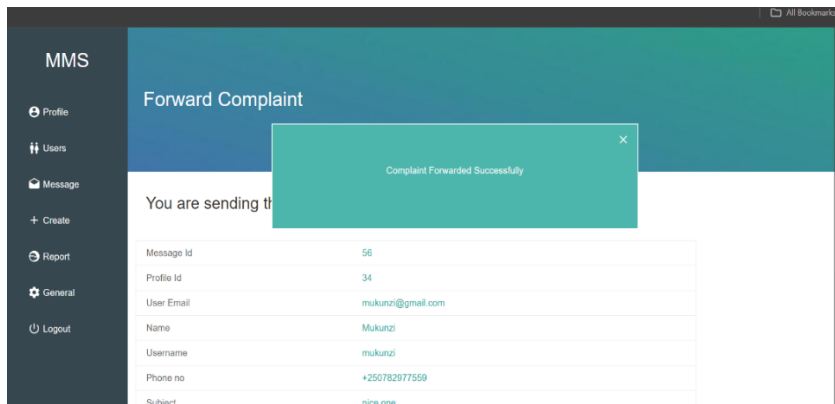 All Bookmarks
MMS
Profile
Users
Message
Create
Report
General
Logout
Forward Complaint
×
Complaint Forwarded Successfully
You are sending th
Message Id 56
Profile Id 34
User Email mukunzi@gmail.com
Name Mukunzi
Username mukunzi
Phone no +250782977559
Subject nice one